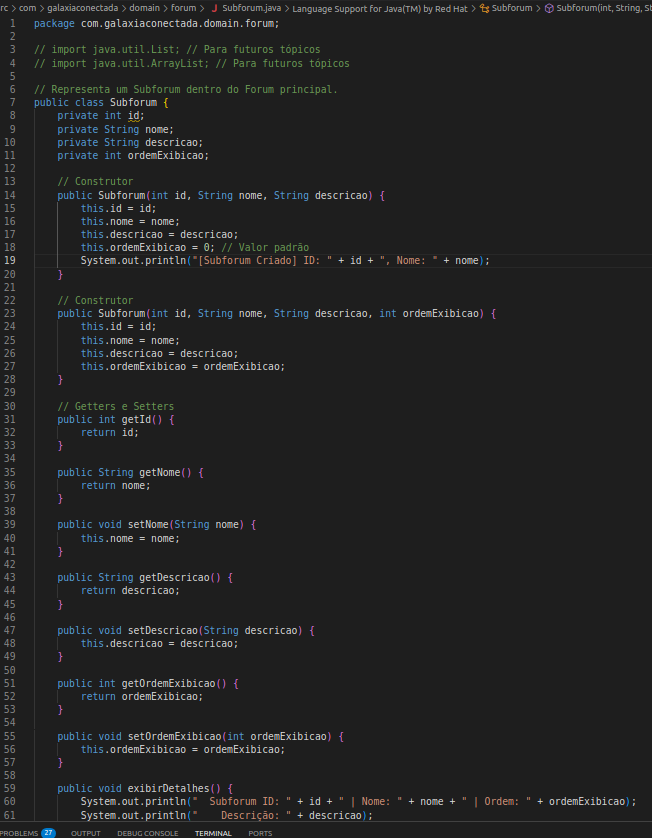 rc > com > galaxiaconectada > domain > forum > J Subforum.java > Language Support for Java(TM) by Red Hat > Subforum > Subforum(int, String, St
1 package com.galaxiaconectada.domain.forum;
2
3 // import java.util.List; // Para futuros tópicos
4 // import java.util.ArrayList; // Para futuros tópicos
5
6 // Representa um Subforum dentro do Forum principal.
7 public class Subforum {
8     private int id;
9     private String nome;
10     private String descricao;
11     private int ordemExibicao;
12
13     // Construtor
14     public Subforum(int id, String nome, String descricao) {
15         this.id = id;
16         this.nome = nome;
17         this.descricao = descricao;
18         this.ordemExibicao = 0; // Valor padrão
19         System.out.println("[Subforum Criado] ID: " + id + ", Nome: " + nome);
20     }
21
22     // Construtor
23     public Subforum(int id, String nome, String descricao, int ordemExibicao) {
24         this.id = id;
25         this.nome = nome;
26         this.descricao = descricao;
27         this.ordemExibicao = ordemExibicao;
28     }
29
30     // Getters e Setters
31     public int getId() {
32         return id;
33     }
34
35     public String getNome() {
36         return nome;
37     }
38
39     public void setNome(String nome) {
40         this.nome = nome;
41     }
42
43     public String getDescricao() {
44         return descricao;
45     }
46
47     public void setDescricao(String descricao) {
48         this.descricao = descricao;
49     }
50
51     public int getOrdemExibicao() {
52         return ordemExibicao;
53     }
54
55     public void setOrdemExibicao(int ordemExibicao) {
56         this.ordemExibicao = ordemExibicao;
57     }
58
59     public void exibirDetalhes() {
60         System.out.println("  Subforum ID: " + id + " | Nome: " + nome + " | Ordem: " + ordemExibicao);
61         System.out.println("    Descrição: " + descricao);
PROBLEMS 27 OUTPUT DEBUG CONSOLE TERMINAL PORTS